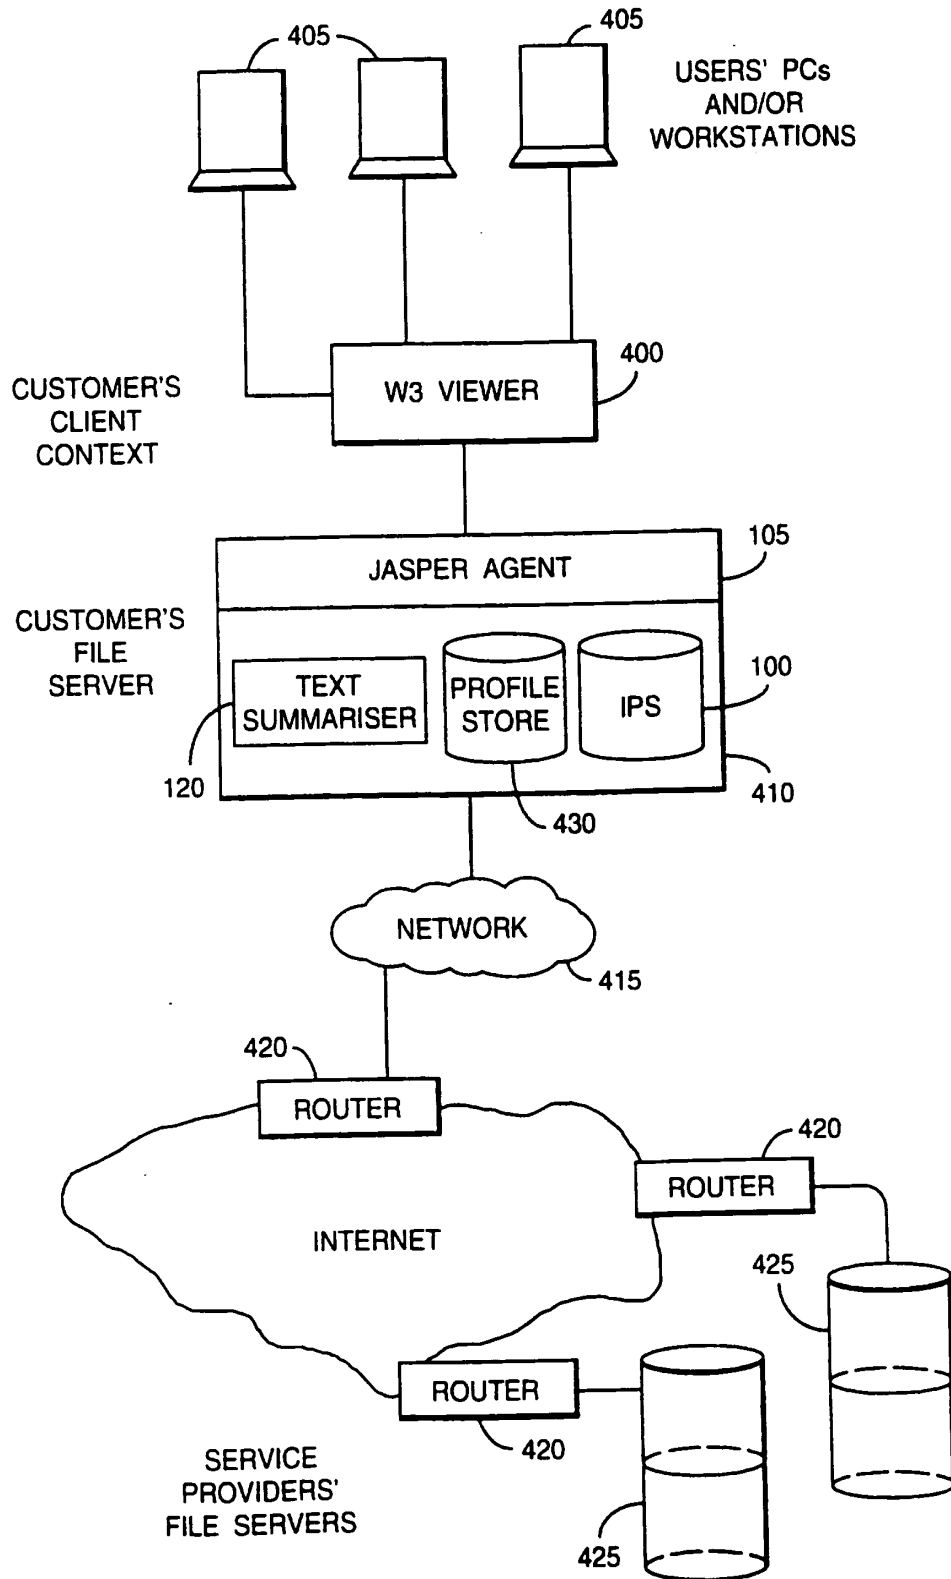 405
405
USERS' PCs
AND/OR
WORKSTATIONS
400
W3 VIEWER
CUSTOMER'S
CLIENT
CONTEXT
105
JASPER AGENT
CUSTOMER'S
FILE
SERVER
100
TEXT
SUMMARISER
PROFILE
STORE
IPS
120
410
430
NETWORK
415
420
ROUTER
420
ROUTER
INTERNET
425
ROUTER
420
SERVICE
PROVIDERS'
FILE SERVERS
425